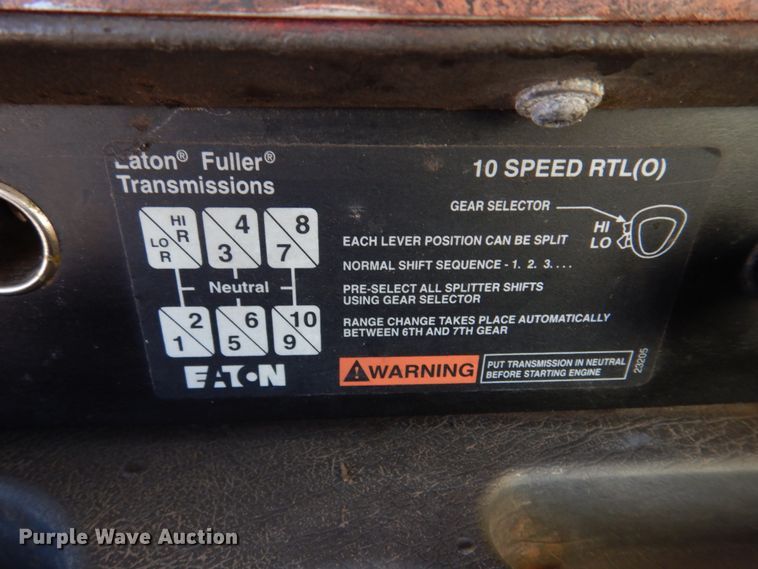 Eaton® Fuller®
Transmissions
10 SPEED RTL(O)
GEAR SELECTOR
HI
LO
HI R 4 8
LO R 3 7
Neutral
2 6 10
1 5 9
EATON
EACH LEVER POSITION CAN BE SPLIT
NORMAL SHIFT SEQUENCE - 1. 2. 3. . . .
PRE-SELECT ALL SPLITTER SHIFTS
USING GEAR SELECTOR
RANGE CHANGE TAKES PLACE AUTOMATICALLY
BETWEEN 6TH AND 7TH GEAR
WARNING
PUT TRANSMISSION IN NEUTRAL
BEFORE STARTING ENGINE
23205
Purple Wave Auction